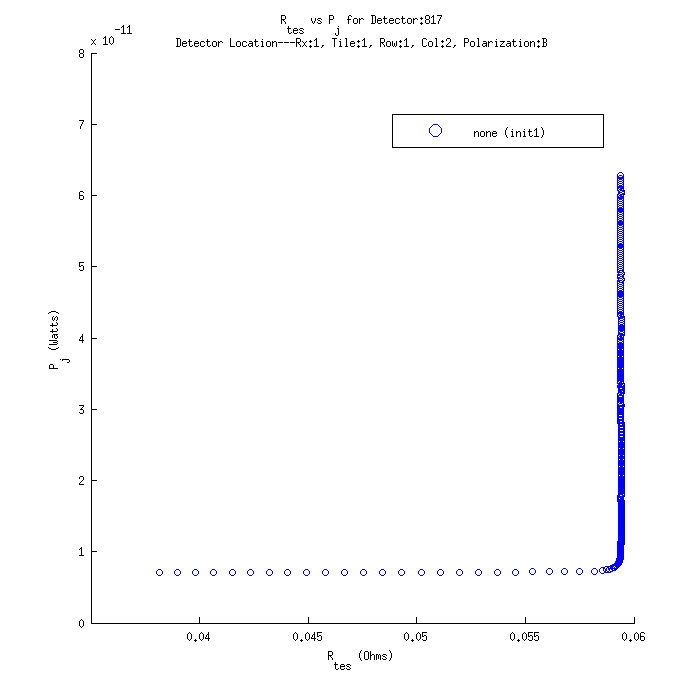 R_tes vs P_j for Detector:817
Detector Location---Rx:1, Tile:1, Row:1, Col:2, Polarization:B
x 10^-11
8
7
none (init1)
6
5
4
P_j (Watts)
3
2
1
0
0.04 0.045 0.05 0.055 0.06
R_tes (Ohms)